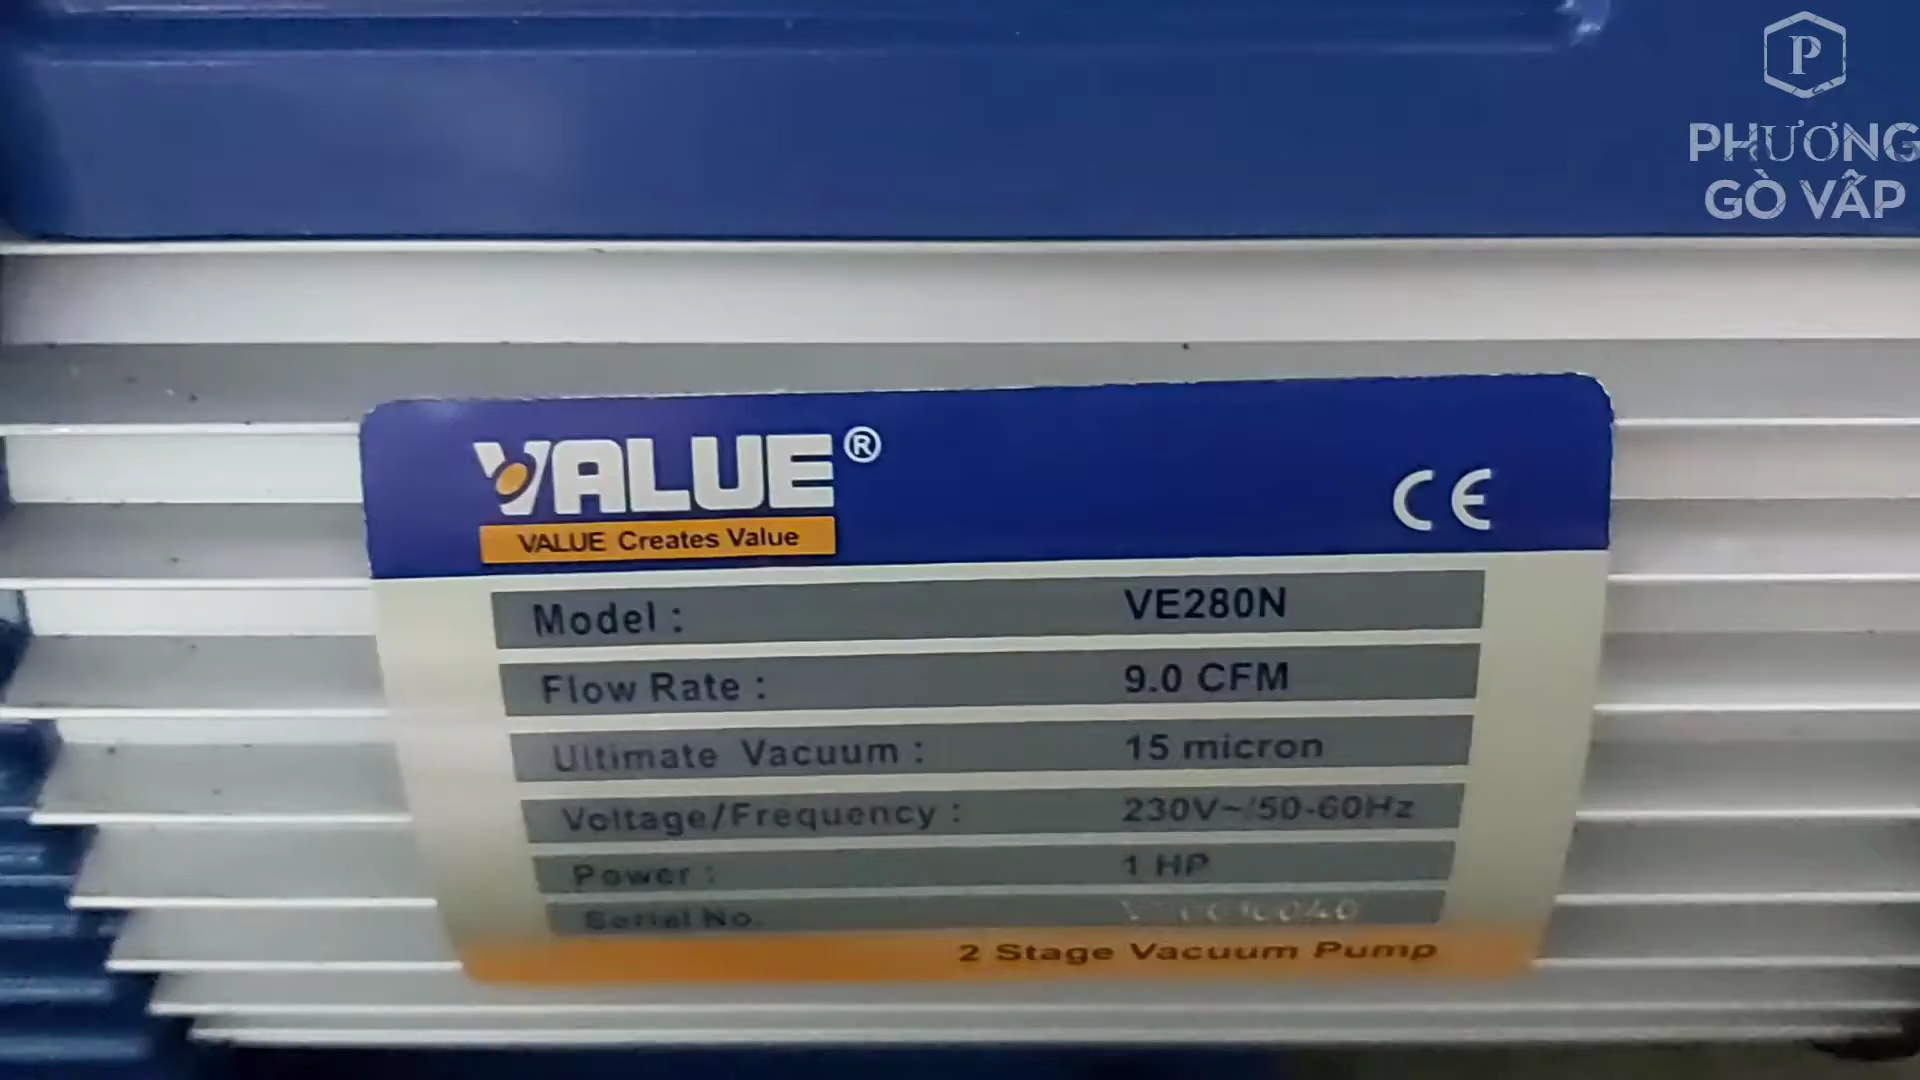 P
PHƯƠNG
GÒ VẤP
VALUE®
VALUE Creates Value
CE
Model : VE280N
Flow Rate : 9.0 CFM
Ultimate Vacuum : 15 micron
Voltage/Frequency : 230V~/50-60Hz
Power : 1 HP
Serial No.
2 Stage Vacuum Pump